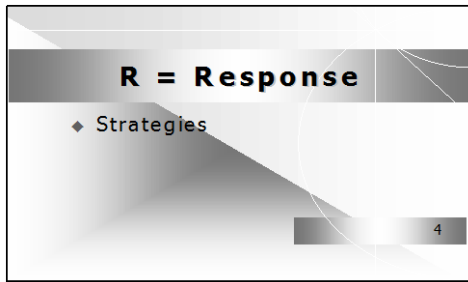 R = Response
◆ Strategies
4